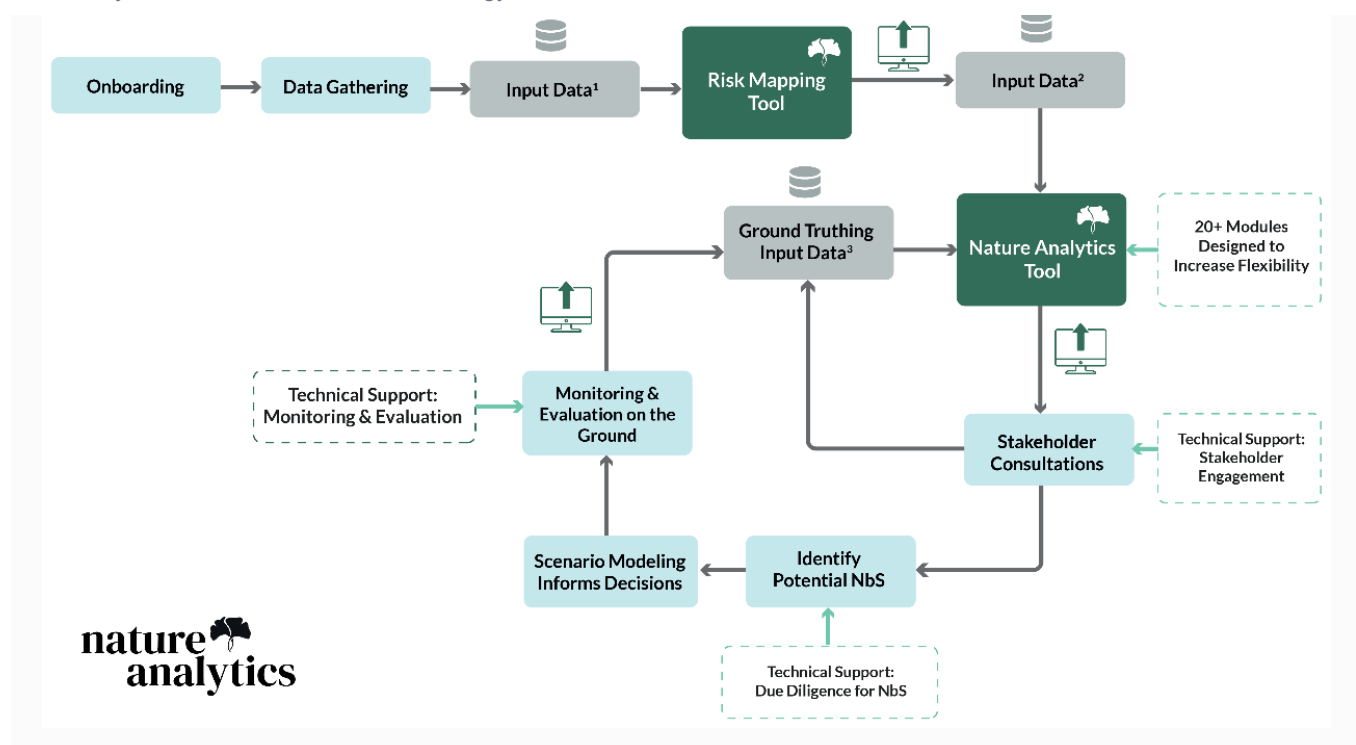 Onboarding
Data Gathering
Input Data¹
Risk Mapping
Tool
Input Data²
Ground Truthing
Input Data³
Nature Analytics
Tool
20+ Modules
Designed to
Increase Flexibility
Technical Support:
Monitoring & Evaluation
Monitoring &
Evaluation on the
Ground
Stakeholder
Consultations
Technical Support:
Stakeholder
Engagement
Scenario Modeling
Informs Decisions
Identify
Potential NbS
Technical Support:
Due Diligence for NbS
nature
analytics